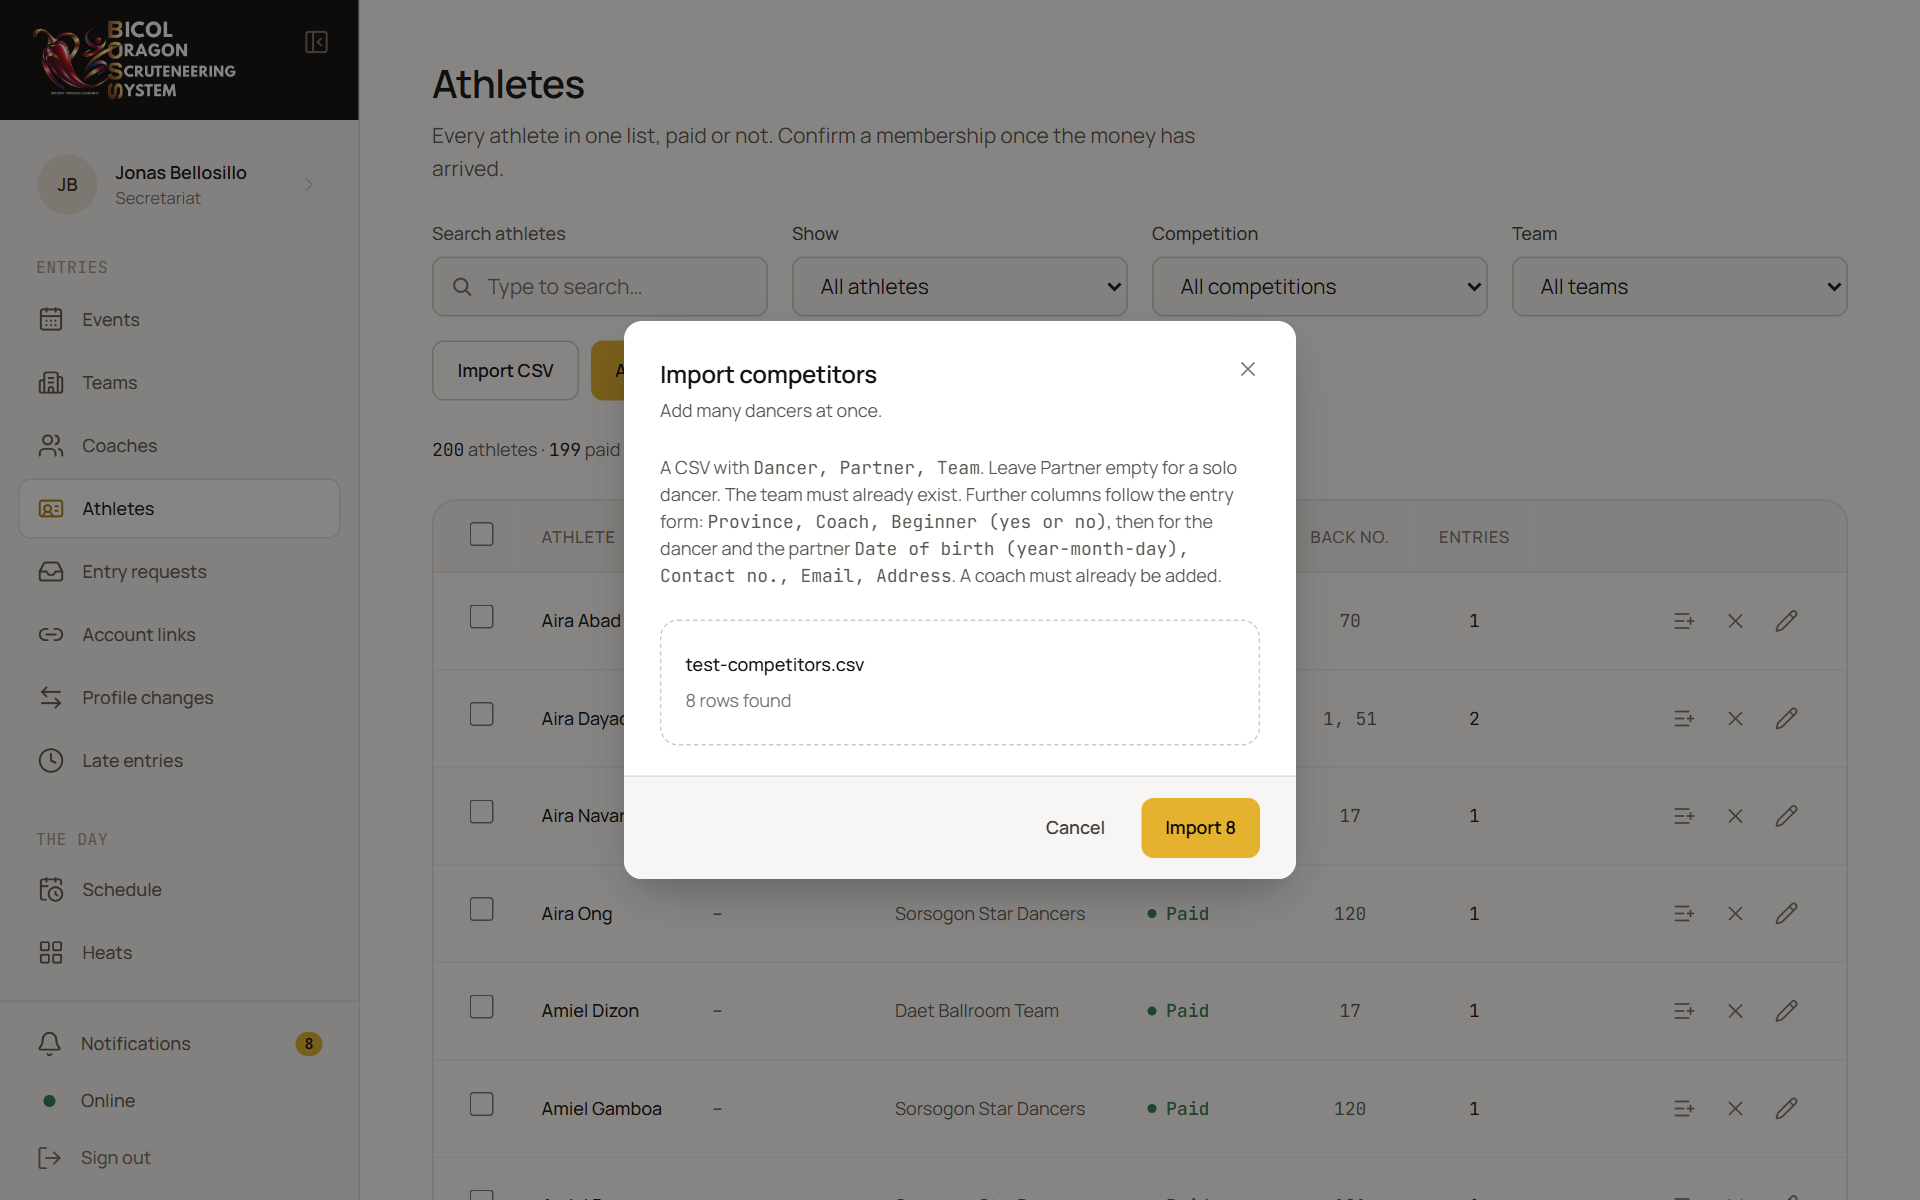 BICOL
DRAGON
SCRUTENEERING
SYSTEM
JB
Jonas Bellosillo
Secretariat
ENTRIES
Events
Teams
Coaches
Athletes
Entry requests
Account links
Profile changes
Late entries
THE DAY
Schedule
Heats
Notifications 8
Online
Sign out
Athletes
Every athlete in one list, paid or not. Confirm a membership once the money has
arrived.
Search athletes Show Competition Team
Type to search... All athletes All competitions All teams
Import CSV
200 athletes · 199 paid
ATHLETE BACK NO. ENTRIES
Aira Abad 70 1
Aira Dayao 1, 51 2
17 1
Aira Ong – Sorsogon Star Dancers Paid 120 1
Amiel Dizon – Daet Ballroom Team Paid 17 1
Amiel Gamboa – Sorsogon Star Dancers Paid 120 1
Import competitors
Add many dancers at once.
A CSV with Dancer, Partner, Team. Leave Partner empty for a solo
dancer. The team must already exist. Further columns follow the entry
form: Province, Coach, Beginner (yes or no), then for the
dancer and the partner Date of birth (year-month-day),
Contact no., Email, Address. A coach must already be added.
test-competitors.csv
8 rows found
Cancel Import 8